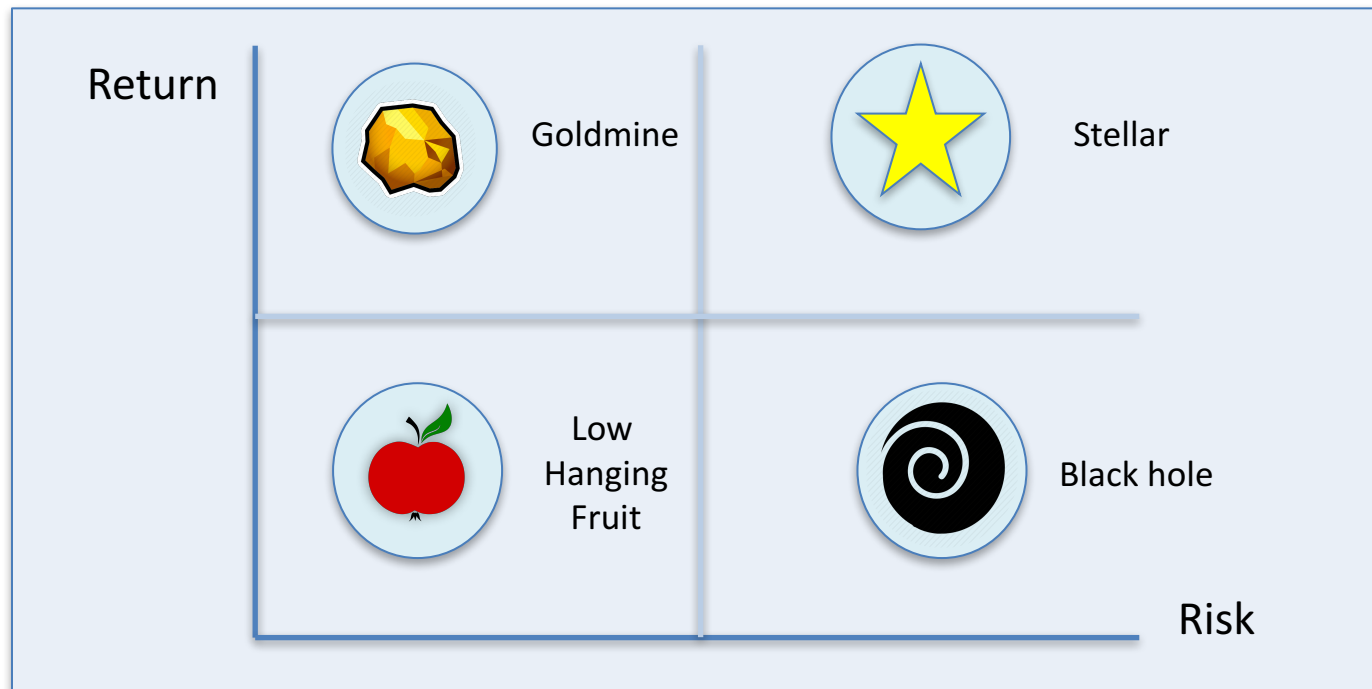 Return
Goldmine
Stellar
Low
Hanging
Fruit
Black hole
Risk